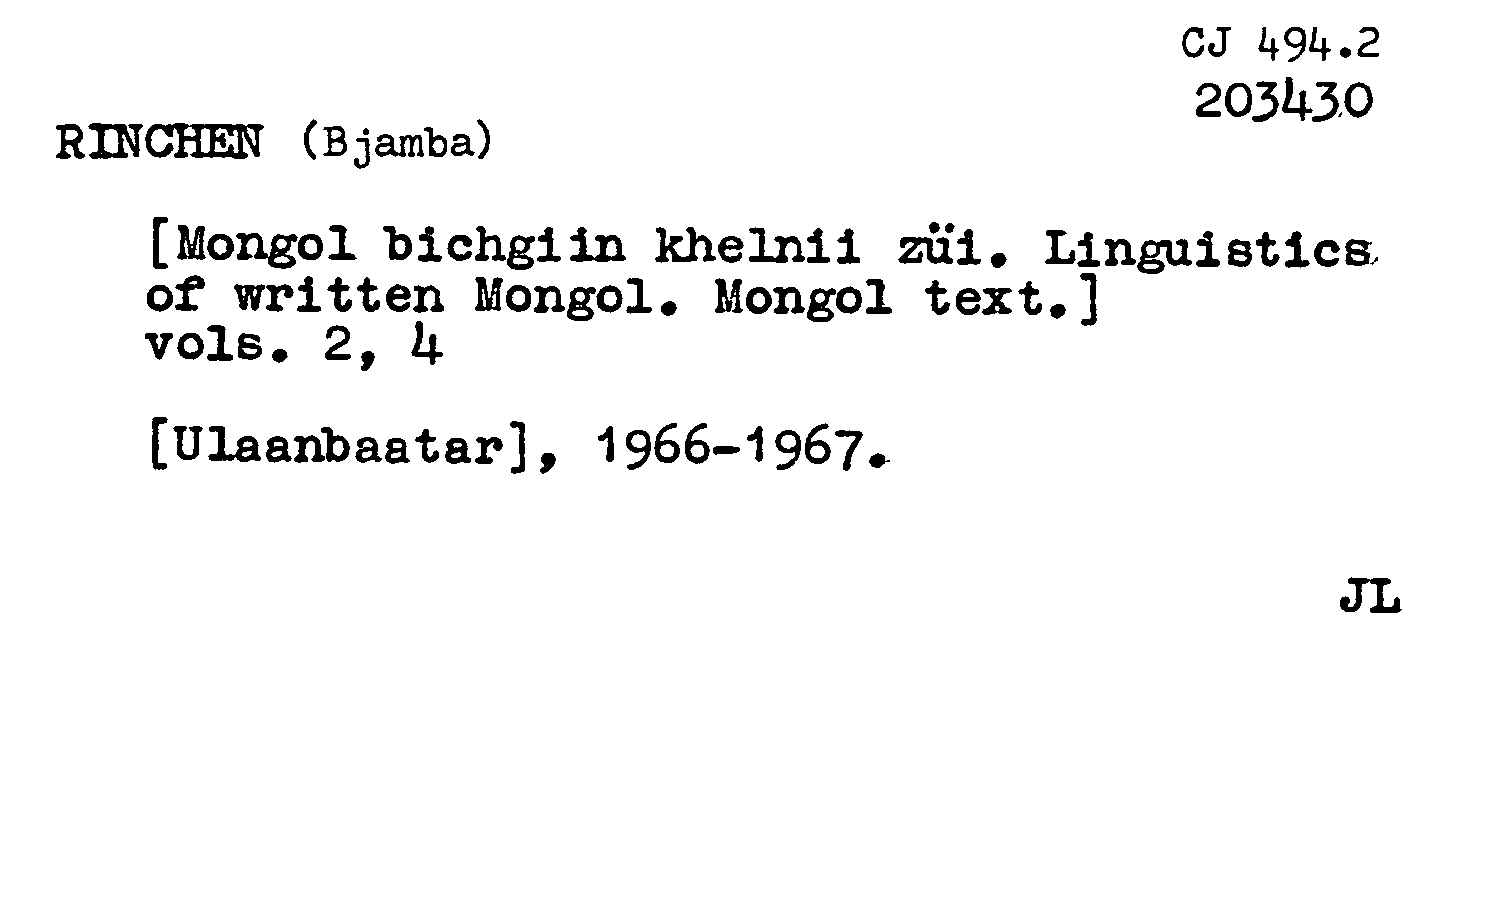 CJ 494.2
203430
RINCHEN (Bjamba)
[Mongol bichgiin khelnii züi. Linguistics
of written Mongol. Mongol text.]
vols. 2, 4
[Ulaanbaatar], 1966-1967.
JL